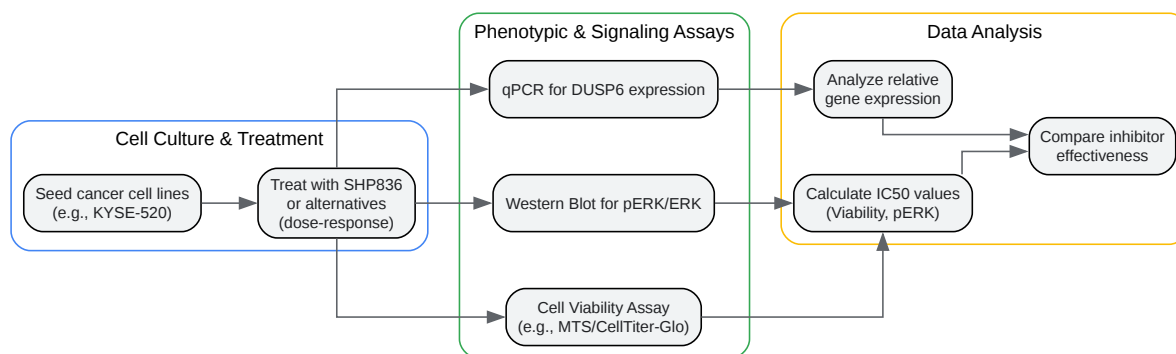 Cell Culture & Treatment
Seed cancer cell lines
(e.g., KYSE-520)
Treat with SHP836
or alternatives
(dose-response)
Phenotypic & Signaling Assays
qPCR for DUSP6 expression
Western Blot for pERK/ERK
Cell Viability Assay
(e.g., MTS/CellTiter-Glo)
Data Analysis
Analyze relative
gene expression
Calculate IC50 values
(Viability, pERK)
Compare inhibitor
effectiveness